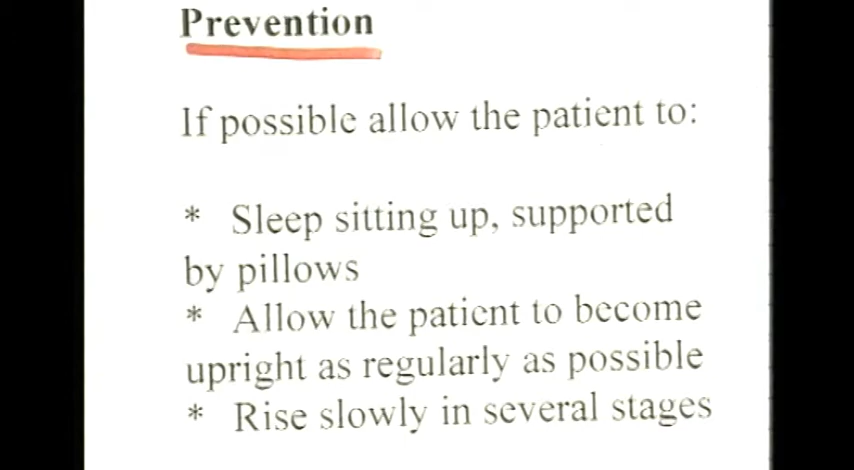 Prevention
If possible allow the patient to:
* Sleep sitting up, supported
by pillows
* Allow the patient to become
upright as regularly as possible
* Rise slowly in several stages